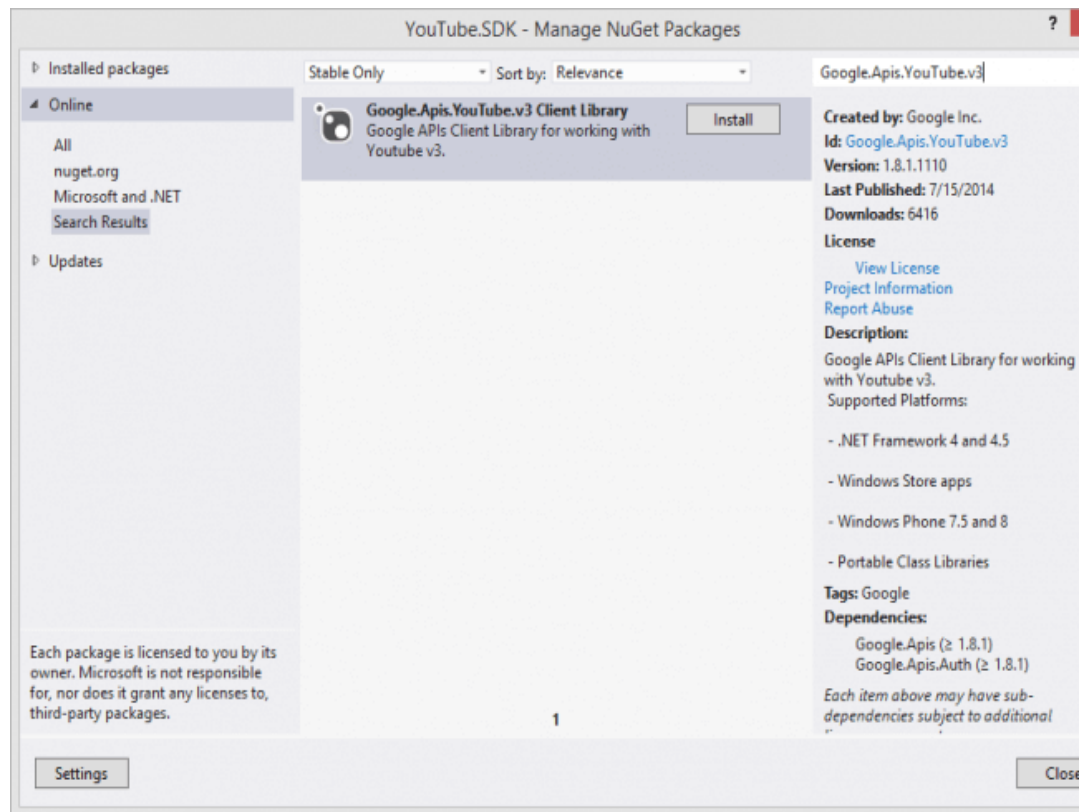 YouTube.SDK - Manage NuGet Packages
?
Installed packages
Online
All
nuget.org
Microsoft and .NET
Search Results
Updates
Each package is licensed to you by its
owner. Microsoft is not responsible
for, nor does it grant any licenses to,
third-party packages.
Settings
Stable Only
Sort by: Relevance
Google.Apis.YouTube.v3 Client Library
Google APIs Client Library for working with
Youtube v3.
Install
1
Google.Apis.YouTube.v3
Created by: Google Inc.
Id: Google.Apis.YouTube.v3
Version: 1.8.1.1110
Last Published: 7/15/2014
Downloads: 6416
License
View License
Project Information
Report Abuse
Description:
Google APIs Client Library for working
with Youtube v3.
Supported Platforms:
- .NET Framework 4 and 4.5
- Windows Store apps
- Windows Phone 7.5 and 8
- Portable Class Libraries
Tags: Google
Dependencies:
Google.Apis (≥ 1.8.1)
Google.Apis.Auth (≥ 1.8.1)
Each item above may have sub-
dependencies subject to additional
Close